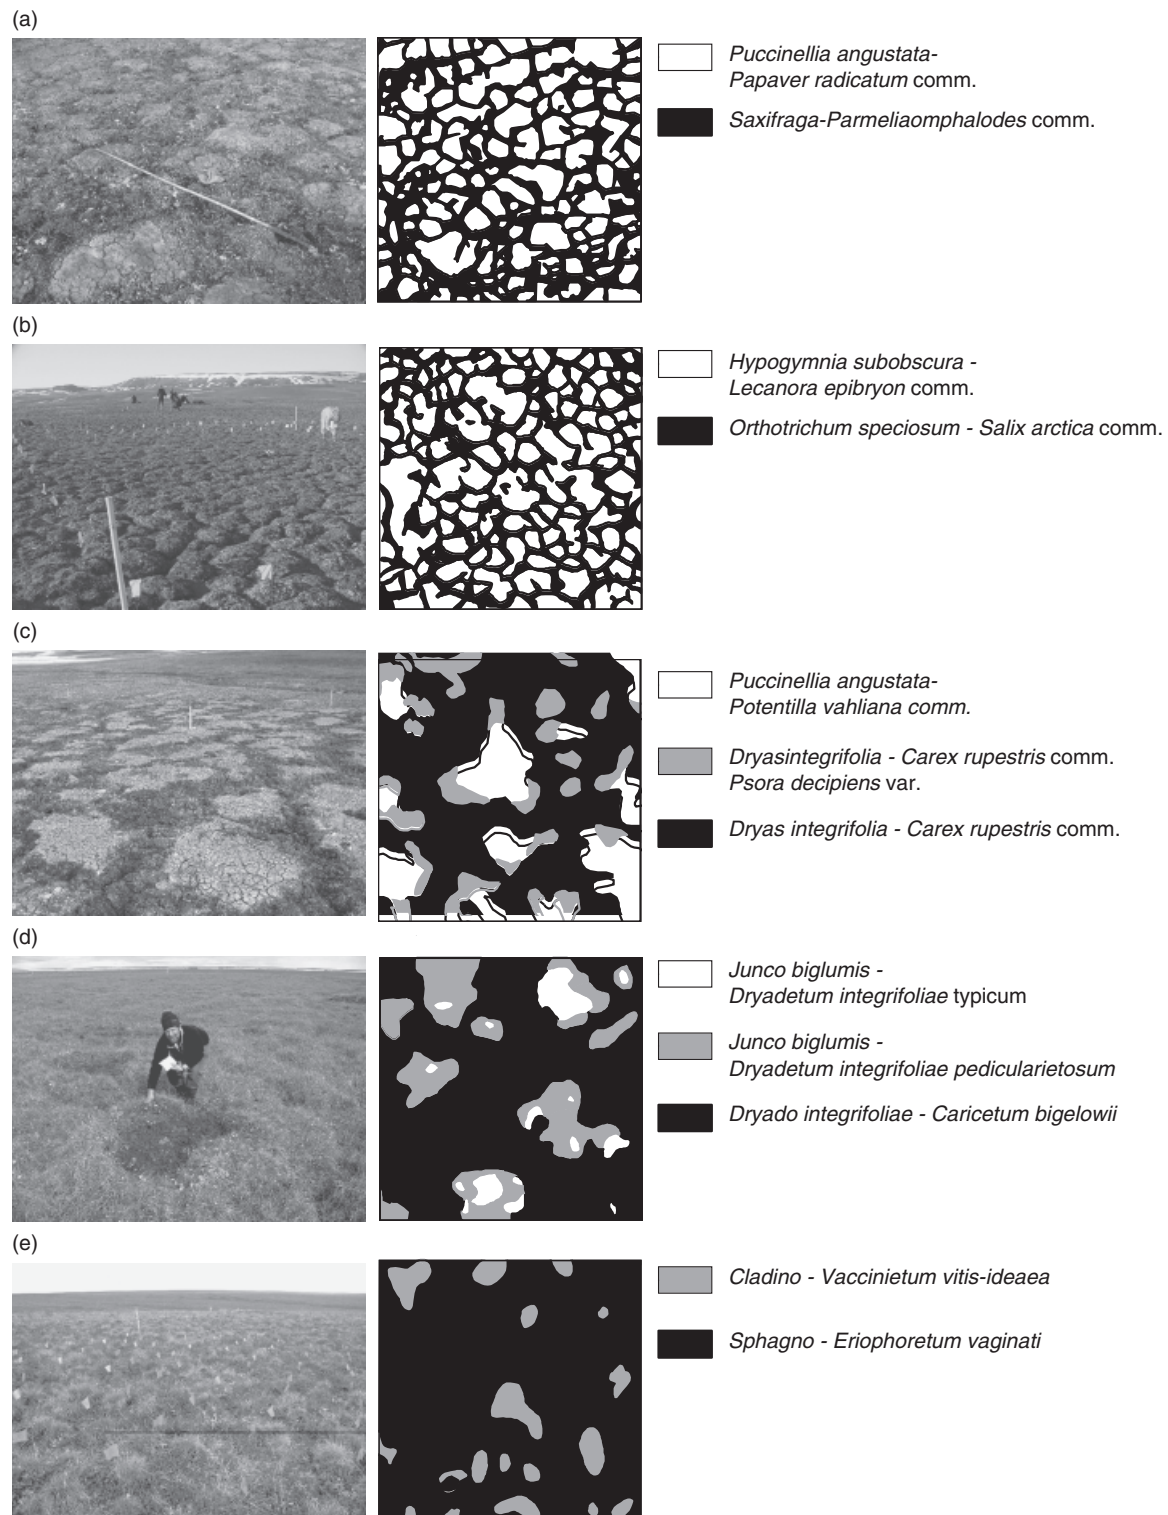 (a)
Puccinellia angustata-
Papaver radicatum comm.
Saxifraga-Parmeliaomphalodes comm.
(b)
Hypogymnia subobscura -
Lecanora epibryon comm.
Orthotrichum speciosum - Salix arctica comm.
(c)
Puccinellia angustata-
Potentilla vahliana comm.
Dryasintegrifolia - Carex rupestris comm.
Psora decipiens var.
Dryas integrifolia - Carex rupestris comm.
(d)
Junco biglumis -
Dryadetum integrifoliae typicum
Junco biglumis -
Dryadetum integrifoliae pedicularietosum
Dryado integrifoliae - Caricetum bigelowii
(e)
Cladino - Vaccinietum vitis-ideaea
Sphagno - Eriophoretum vaginati